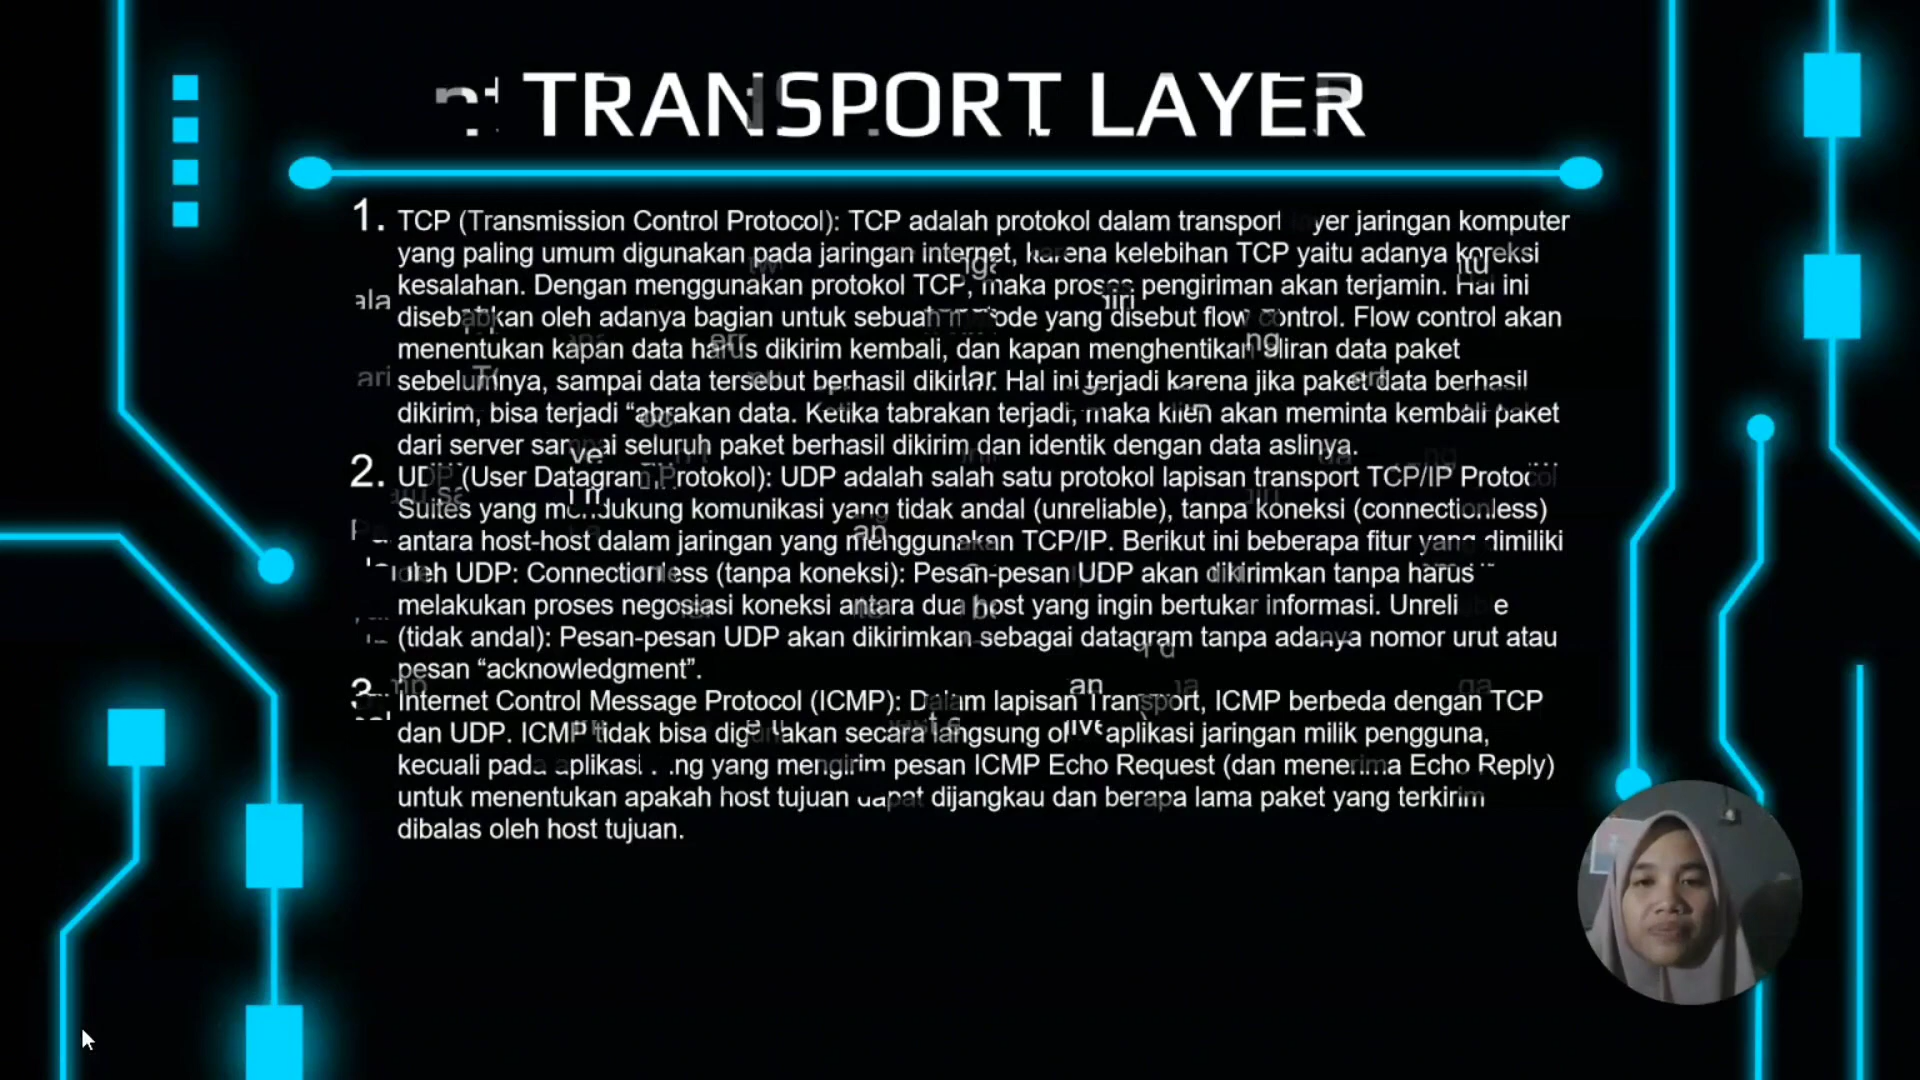 TRANSPORT LAYER
1. TCP (Transmission Control Protocol): TCP adalah protokol dalam transport jaringan komputer
yang paling umum digunakan pada jaringan internet, karena kelebihan TCP yaitu adanya koreksi
kesalahan. Dengan menggunakan protokol TCP, maka proses pengiriman akan terjamin. Hal ini
disebabkan oleh adanya bagian untuk sebuah metode yang disebut flow control. Flow control akan
menentukan kapan data harus dikirim kembali, dan kapan menghentikan aliran data paket
sebelumnya, sampai data tersebut berhasil dikirim. Hal ini terjadi karena jika paket data berhasil
dikirim, bisa terjadi “abrakan data. Ketika tabrakan terjadi, maka klien akan meminta kembali paket
dari server sampai seluruh paket berhasil dikirim dan identik dengan data aslinya.
2. UDP (User Datagram Protokol): UDP adalah salah satu protokol lapisan transport TCP/IP Protocol
Suites yang mendukung komunikasi yang tidak andal (unreliable), tanpa koneksi (connectionless)
antara host-host dalam jaringan yang menggunakan TCP/IP. Berikut ini beberapa fitur yang dimiliki
oleh UDP: Connectionless (tanpa koneksi): Pesan-pesan UDP akan dikirimkan tanpa harus
melakukan proses negosiasi koneksi antara dua host yang ingin bertukar informasi.
(tidak andal): Pesan-pesan UDP akan dikirimkan sebagai datagram tanpa adanya nomor urut atau
pesan “acknowledgment”.
3. Internet Control Message Protocol (ICMP): Dalam lapisan Transport, ICMP berbeda dengan TCP
dan UDP. ICMP tidak bisa digunakan secara langsung aplikasi jaringan milik pengguna,
kecuali pada aplikasi yang mengirim pesan ICMP Echo Request (dan menerima Echo Reply)
untuk menentukan apakah host tujuan dapat dijangkau dan berapa lama paket yang terkirim
dibalas oleh host tujuan.